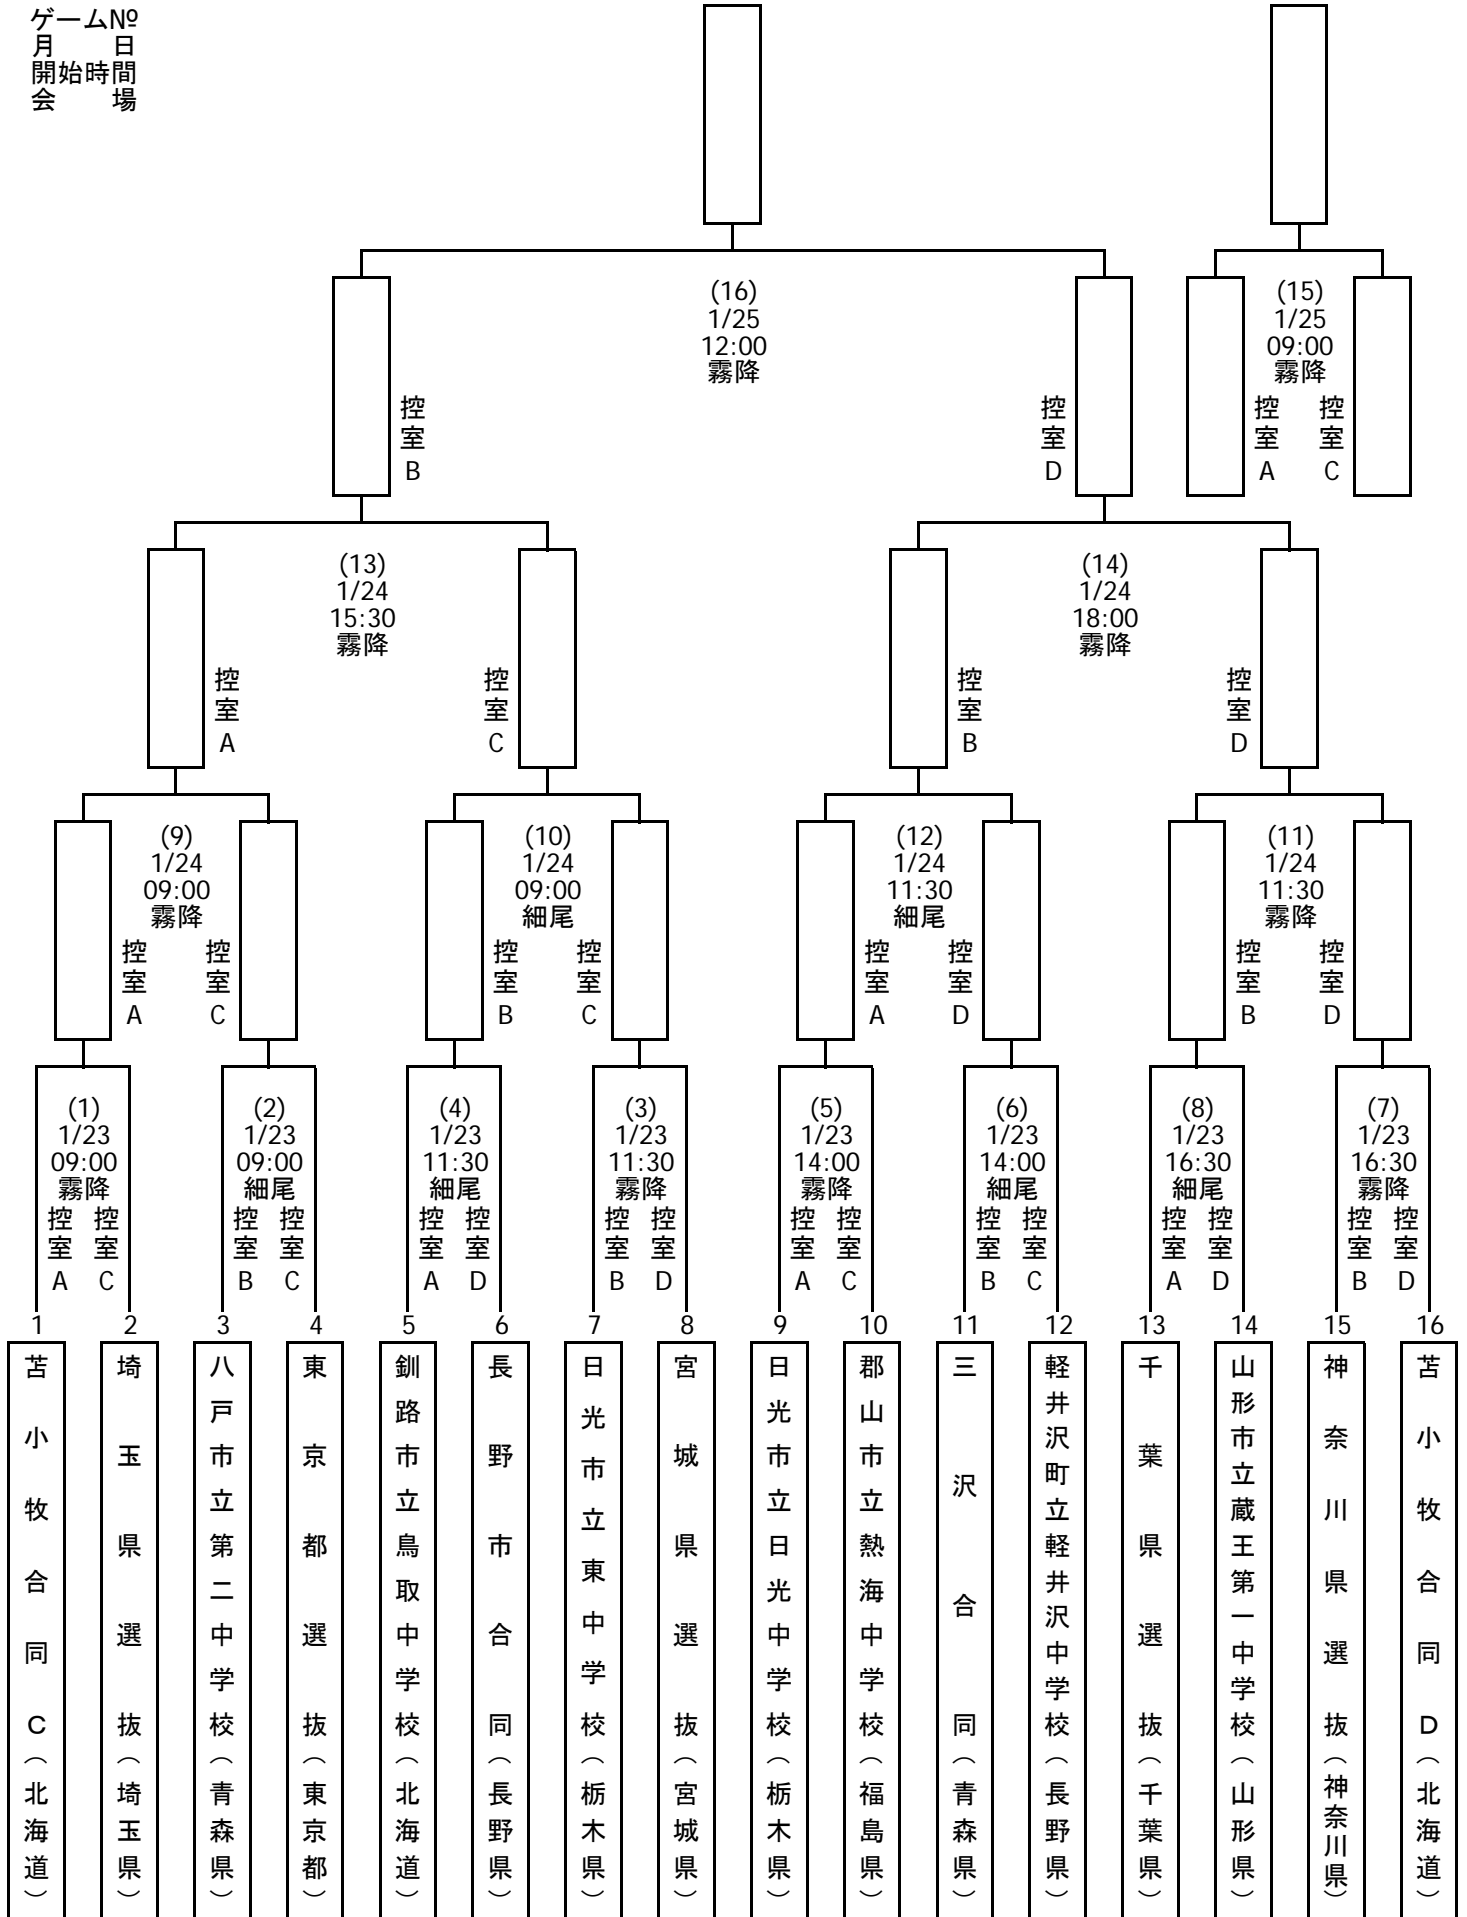 ゲームNº
月日
開始時間
会場
(16)
1/25
12:00
霧降
控室B
控室D
(15)
1/25
09:00
霧降
控室A
控室C
(13)
1/24
15:30
霧降
控室A
控室C
(14)
1/24
18:00
霧降
控室B
控室D
(9)
1/24
09:00
霧降
控室A
控室C
(10)
1/24
09:00
細尾
控室B
控室C
(12)
1/24
11:30
細尾
控室A
控室D
(11)
1/24
11:30
霧降
控室B
控室D
(1)
1/23
09:00
霧降
控室A
控室C
(2)
1/23
09:00
細尾
控室B
控室C
(4)
1/23
11:30
細尾
控室A
控室D
(3)
1/23
11:30
霧降
控室B
控室D
(5)
1/23
14:00
霧降
控室A
控室C
(6)
1/23
14:00
細尾
控室B
控室C
(8)
1/23
16:30
細尾
控室A
控室D
(7)
1/23
16:30
霧降
控室B
控室D
1
苫小牧合同C(北海道)
2
埼玉県選抜(埼玉県)
3
八戸市立第二中学校(青森県)
4
東京都選抜(東京都)
5
釧路市立鳥取中学校(北海道)
6
長野市合同(長野県)
7
日光市立東中学校(栃木県)
8
宮城県選抜(宮城県)
9
日光市立日光中学校(栃木県)
10
郡山市立熱海中学校(福島県)
11
三沢合同(青森県)
12
軽井沢町立軽井沢中学校(長野県)
13
千葉県選抜(千葉県)
14
山形市立蔵王第一中学校(山形県)
15
神奈川県選抜(神奈川県)
16
苫小牧合同D(北海道)